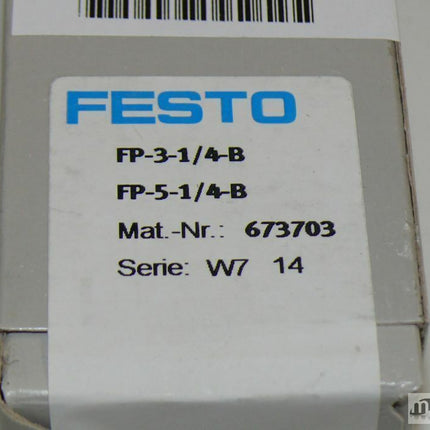 FESTO
FP-3-1/4-B
FP-5-1/4-B
Mat.-Nr.: 673703
Serie: W7 14